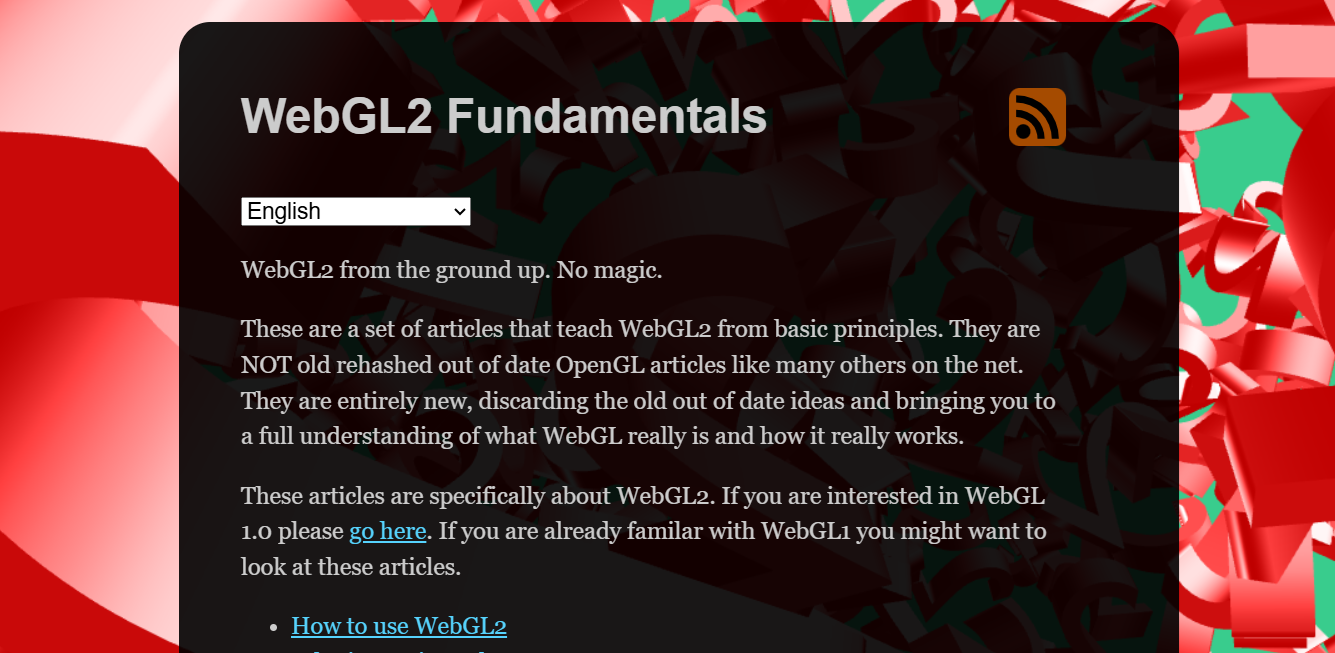 WebGL2 Fundamentals
English
WebGL2 from the ground up. No magic.
These are a set of articles that teach WebGL2 from basic principles. They are
NOT old rehashed out of date OpenGL articles like many others on the net.
They are entirely new, discarding the old out of date ideas and bringing you to
a full understanding of what WebGL really is and how it really works.
These articles are specifically about WebGL2. If you are interested in WebGL
1.0 please go here. If you are already familar with WebGL1 you might want to
look at these articles.
How to use WebGL2